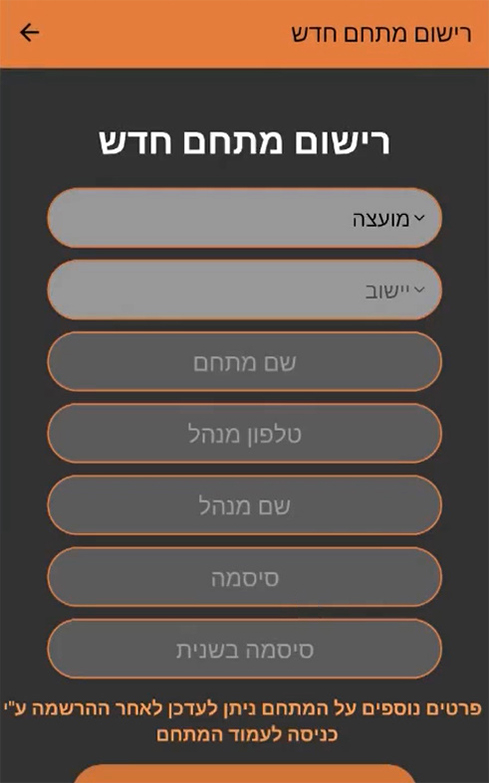 רישום מתחם חדש
רישום מתחם חדש
מועצה
יישוב
שם מתחם
טלפון מנהל
שם מנהל
סיסמה
סיסמה בשנית
פרטים נוספים על המתחם ניתן לעדכן לאחר ההרשמה ע"י
כניסה לעמוד המתחם